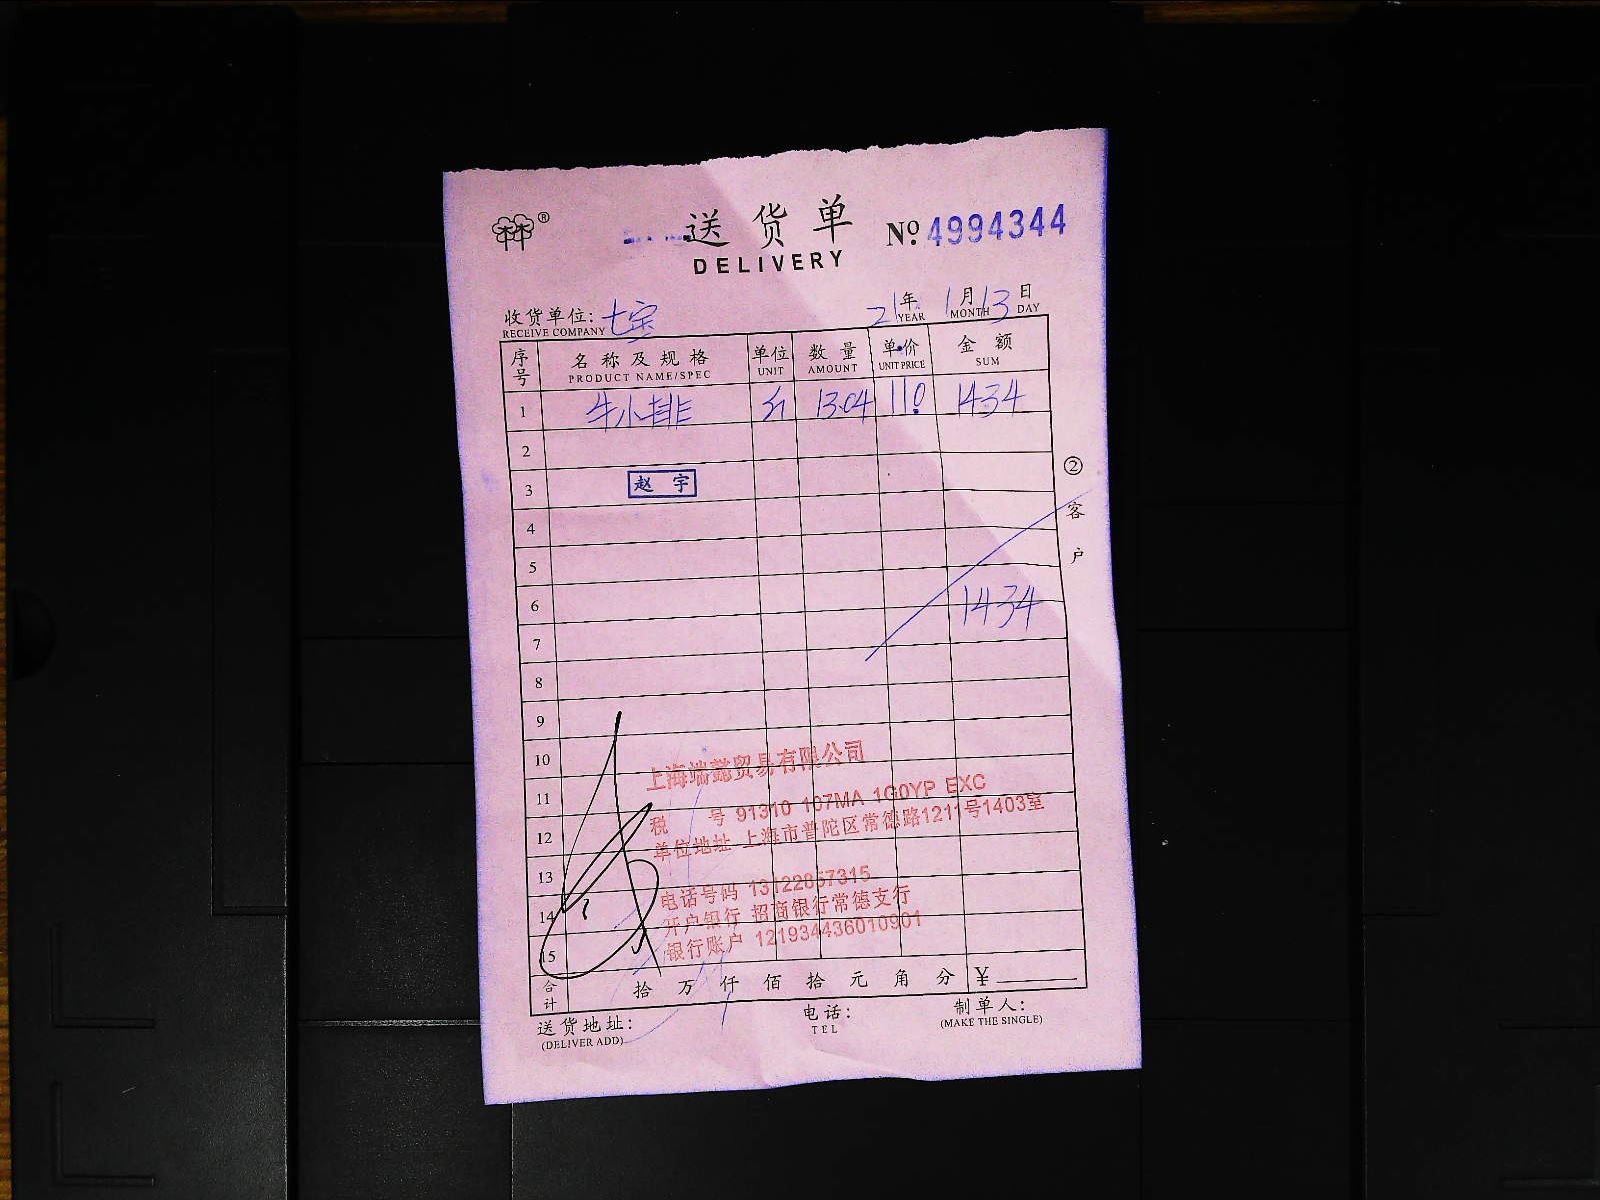 ®
送货单 №4994344
DELIVERY
收货单位: 七宝 21年 1月13日
RECEIVE COMPANY YEAR MONTH DAY
序号 名称及规格 单位 数量 单价 金额
PRODUCT NAME/SPEC UNIT AMOUNT UNIT PRICE SUM
1 牛小排 13.04 110 1434
2
3 赵宇
4
5
6 1434
7
8
9
10
11
12
13
14
15
②客户
上海端懿贸易有限公司
税 号 91310 107MA 1G0YP EXC
单位地址 上海市普陀区常德路1211号1403室
电话号码 13122857315
开户银行 招商银行常德支行
银行账户 121934436010901
合计 拾 万 仟 佰 拾 元 角 分 ¥
送货地址: 电话: 制单人:
(DELIVER ADD) TEL (MAKE THE SINGLE)